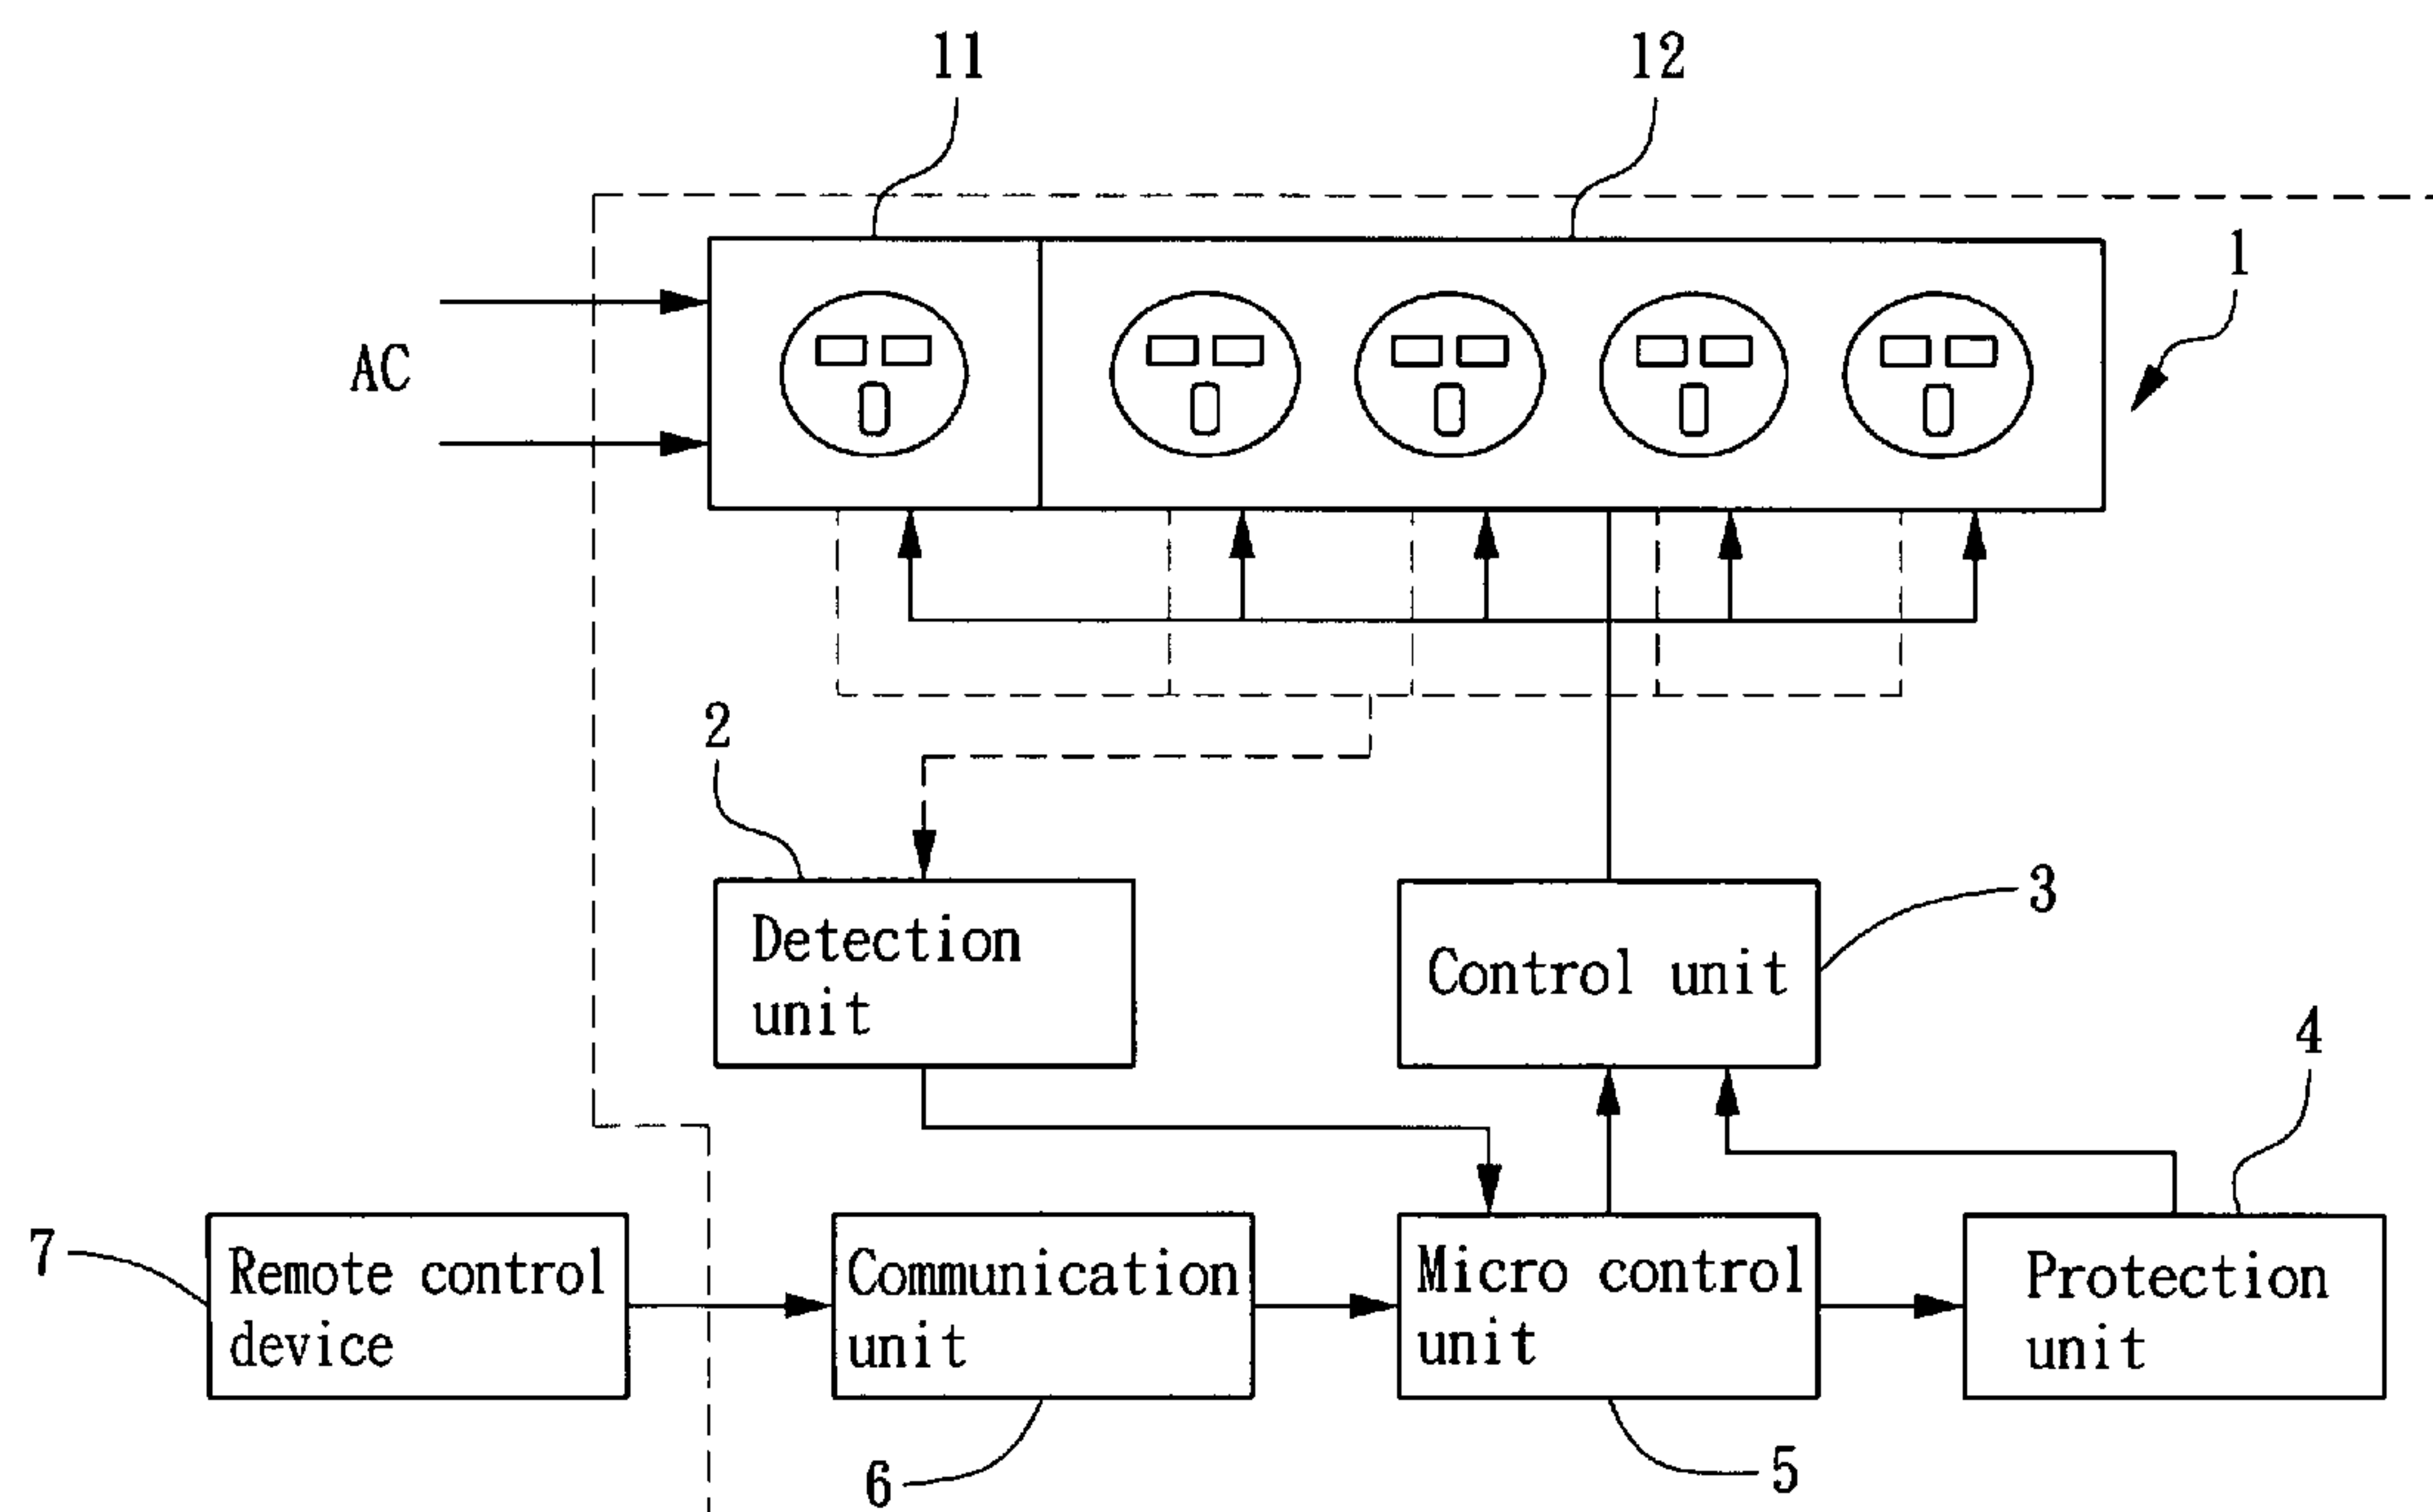 11
12
1
AC
2
Detection
unit
3
Control unit
4
7
Remote control
device
Communication
unit
Micro control
unit
Protection
unit
6
5